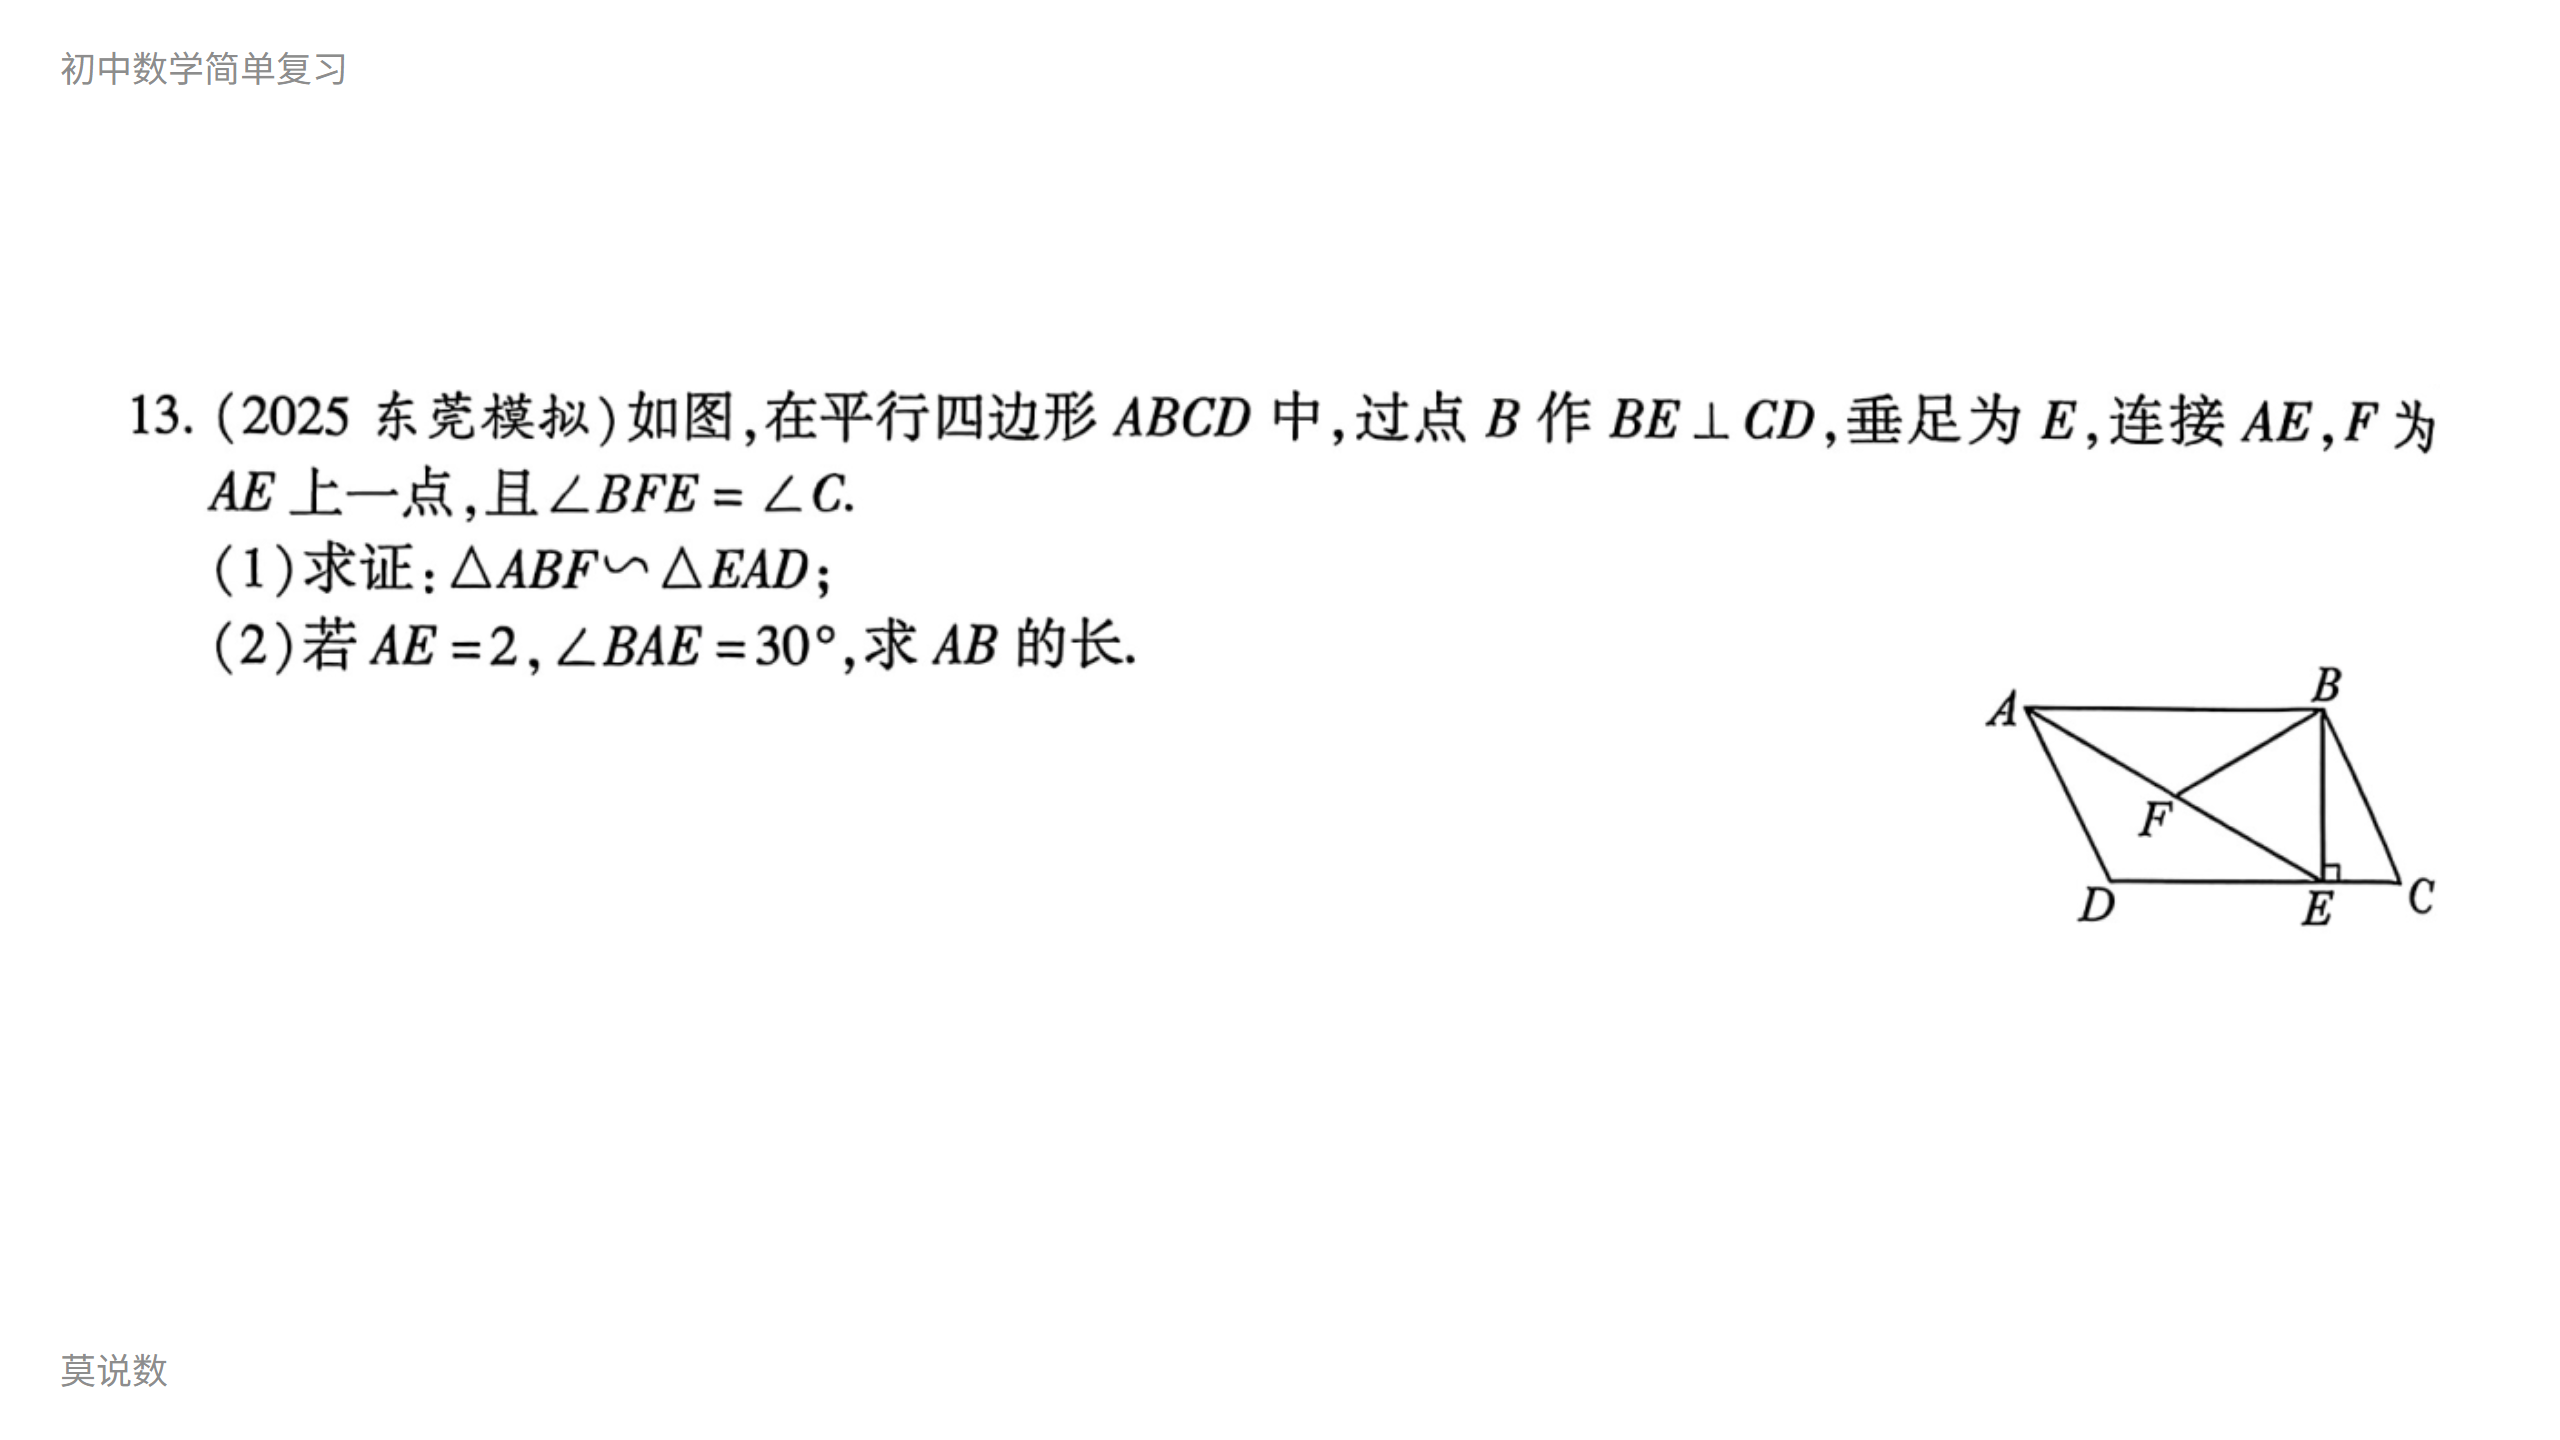 初中数学简单复习
13. (2025 东莞模拟)如图,在平行四边形 ABCD 中,过点 B 作 BE⊥CD,垂足为 E,连接 AE,F 为
AE 上一点,且∠BFE = ∠C.
(1)求证:△ABF∽△EAD;
(2)若 AE =2,∠BAE =30°,求 AB 的长.
A
B
F
D
E
C
莫说数